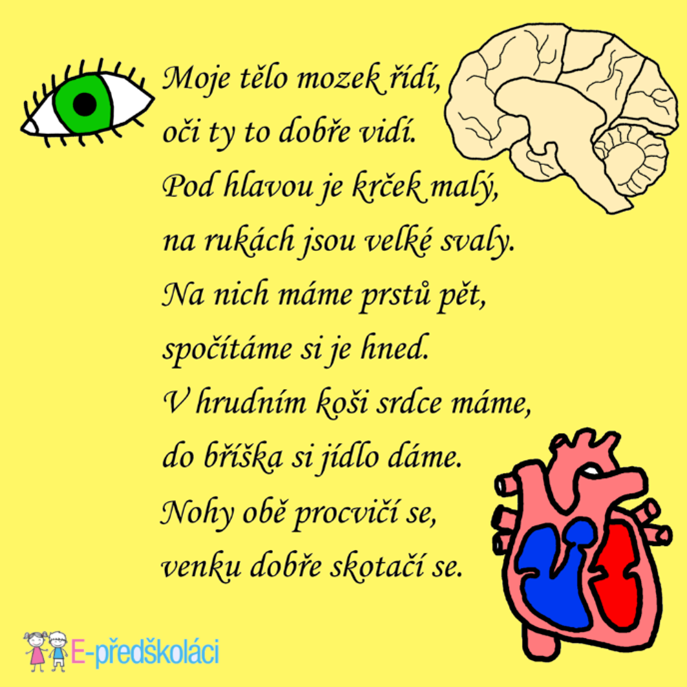 Moje tělo mozek řídí,
oči ty to dobře vidí.
Pod hlavou je krček malý,
na rukách jsou velké svaly.
Na nich máme prstů pět,
spočítáme si je hned.
V hrudním koši srdce máme,
do bříška si jídlo dáme.
Nohy obě procvičí se,
venku dobře skotačí se.
E-předškoláci